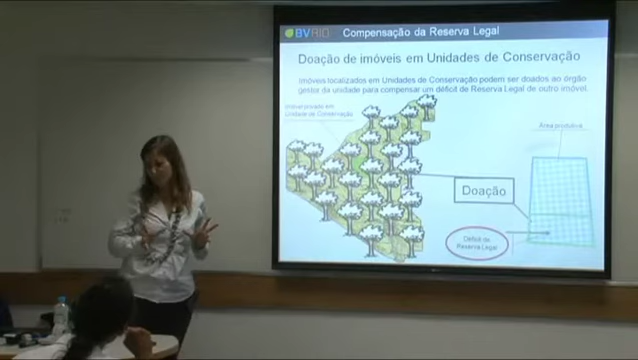 BVRIO Compensação da Reserva Legal
Doação de imóveis em Unidades de Conservação
Imóveis localizados em Unidades de Conservação podem ser doados ao órgão
gestor da unidade para compensar um déficit de Reserva Legal de outro imóvel.
Imóvel privado em
Unidade de Conservação
Área produtiva
Doação
Déficit de
Reserva Legal